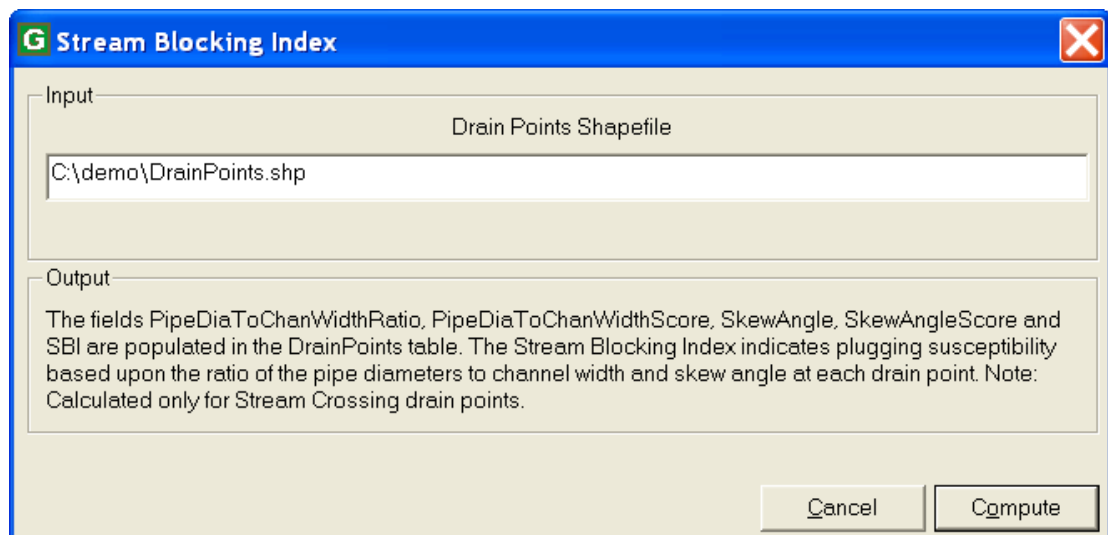 G Stream Blocking Index
Input
Drain Points Shapefile
C:\demo\DrainPoints.shp
Output
The fields PipeDiaToChanWidthRatio, PipeDiaToChanWidthScore, SkewAngle, SkewAngleScore and
SBI are populated in the DrainPoints table. The Stream Blocking Index indicates plugging susceptibility
based upon the ratio of the pipe diameters to channel width and skew angle at each drain point. Note:
Calculated only for Stream Crossing drain points.
Cancel Compute